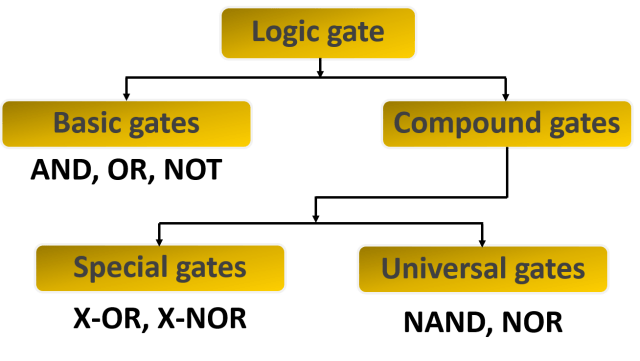 Logic gate
Basic gates
Compound gates
AND, OR, NOT
Special gates
Universal gates
X-OR, X-NOR
NAND, NOR